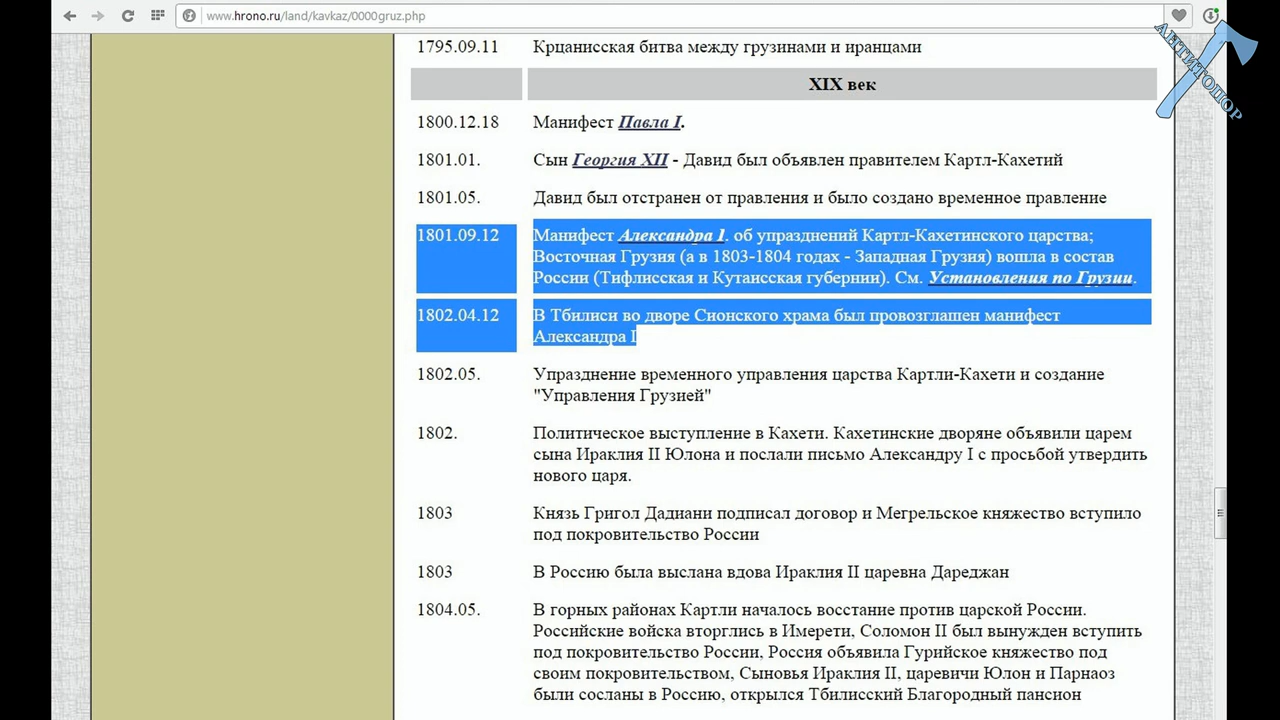 www.hrono.ru/land/kavkaz/0000gruz.php
АНТИТОПОР
1795.09.11 Крцанисская битва между грузинами и иранцами
XIX век
1800.12.18 Манифест Павла I.
1801.01. Сын Георгия XII - Давид был объявлен правителем Картл-Кахетий
1801.05. Давид был отстранен от правления и было создано временное правление
1801.09.12 Манифест Александра I, об управлений Картл-Кахетинского царства;
Восточная Грузия (а в 1803-1804 годах - Западная Грузия) вошла в состав
России (Тифлисская и Кутаисская губернии). См. Установления по Грузии.
1802.04.12 В Тбилиси во дворе Сионского храма был провозглашен манифест
Александра I
1802.05. Упразднение временного управления царства Картли-Кахети и создание
"Управления Грузией"
1802. Политическое выступление в Кахети. Кахетинские дворяне объявили царем
сына Ираклия II Юлона и послали письмо Александру I с просьбой утвердить
нового царя.
1803. Князь Григол Дадиани подписал договор и Мегрельское княжество вступило
под покровительство России
1803. В Россию была выслана вдова Ираклия II царевна Дареджан
1804.05. В горных районах Картли началось восстание против царской России.
Российские войска вторглись в Имерети, Соломон II был вынужден вступить
под покровительство России, Россия объявила Гурийское княжество под
своим покровительством. Сыновья Ираклия II царевичи Юлон и Парнаоз
были сосланы в Россию, открылся Тбилисский Благородный пансион